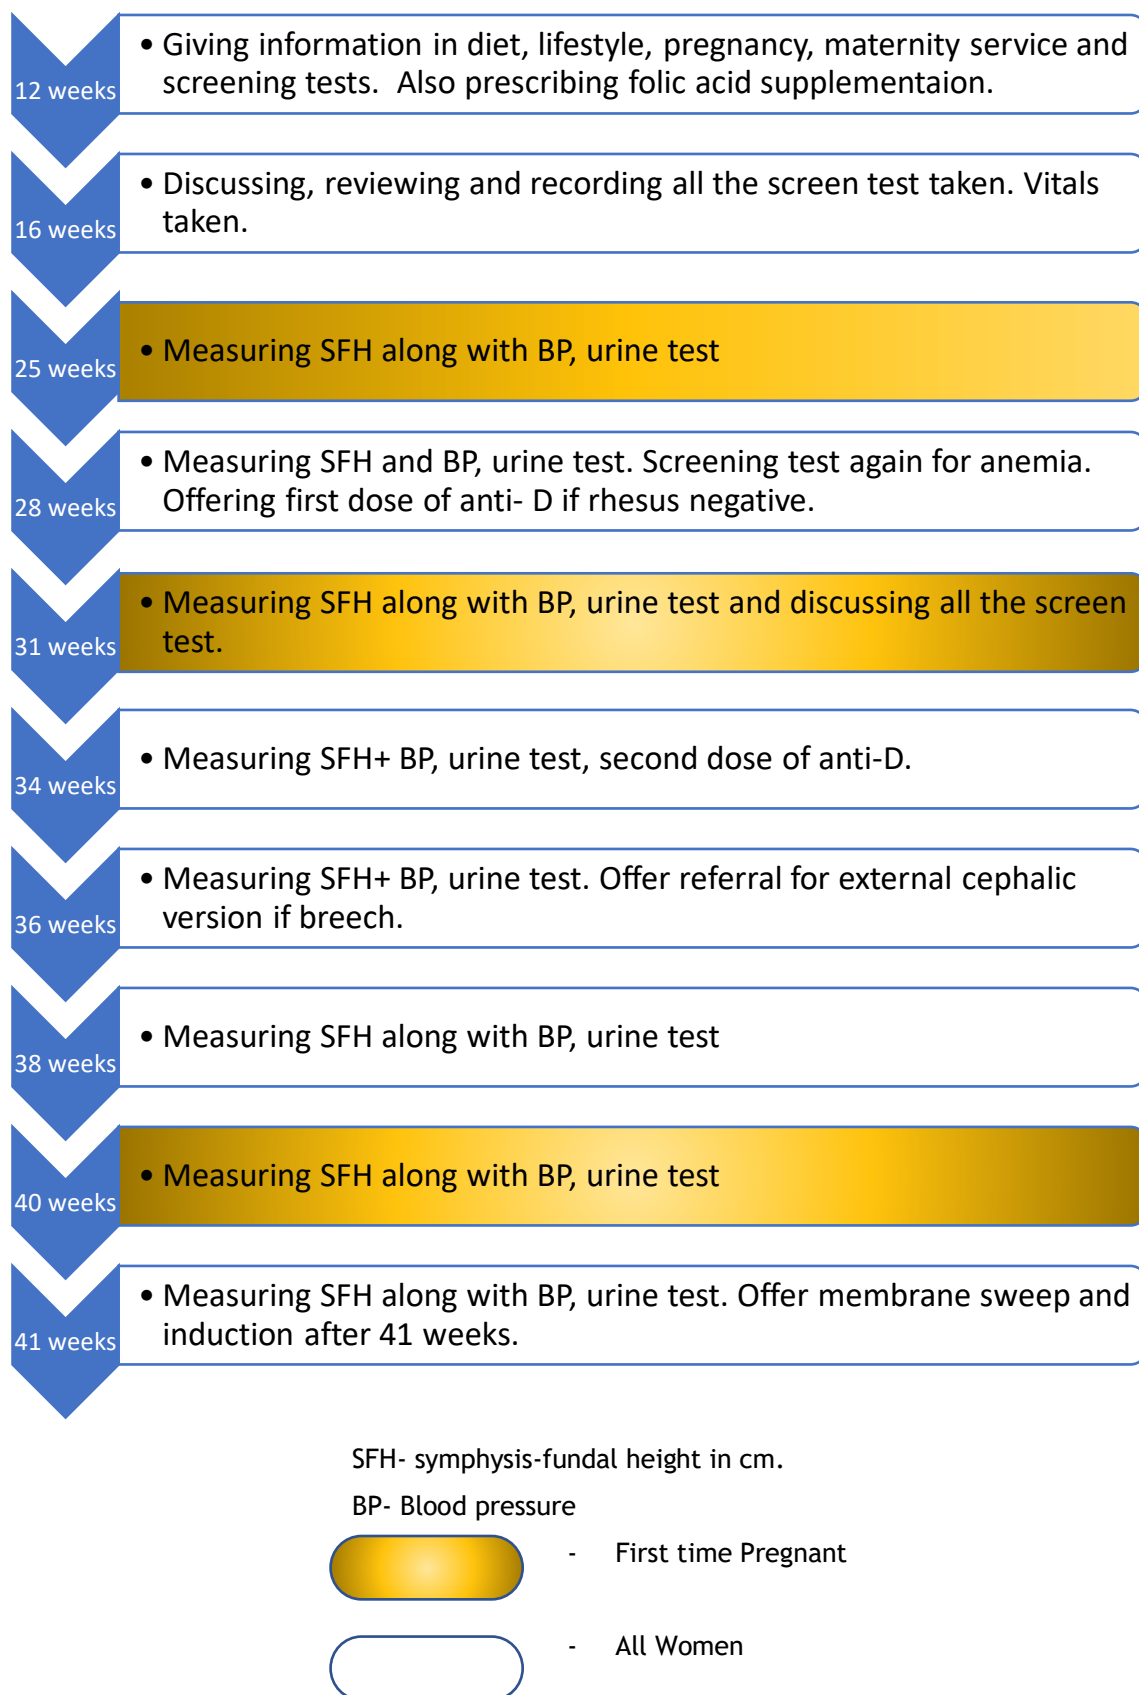 12 weeks
• Giving information in diet, lifestyle, pregnancy, maternity service and
screening tests.  Also prescribing folic acid supplementaion.
16 weeks
• Discussing, reviewing and recording all the screen test taken. Vitals
taken.
25 weeks
• Measuring SFH along with BP, urine test
28 weeks
• Measuring SFH and BP, urine test. Screening test again for anemia.
Offering first dose of anti- D if rhesus negative.
31 weeks
• Measuring SFH along with BP, urine test and discussing all the screen
test.
34 weeks
• Measuring SFH+ BP, urine test, second dose of anti-D.
36 weeks
• Measuring SFH+ BP, urine test. Offer referral for external cephalic
version if breech.
38 weeks
• Measuring SFH along with BP, urine test
40 weeks
• Measuring SFH along with BP, urine test
41 weeks
• Measuring SFH along with BP, urine test. Offer membrane sweep and
induction after 41 weeks.
SFH- symphysis-fundal height in cm.
BP- Blood pressure
- First time Pregnant
- All Women